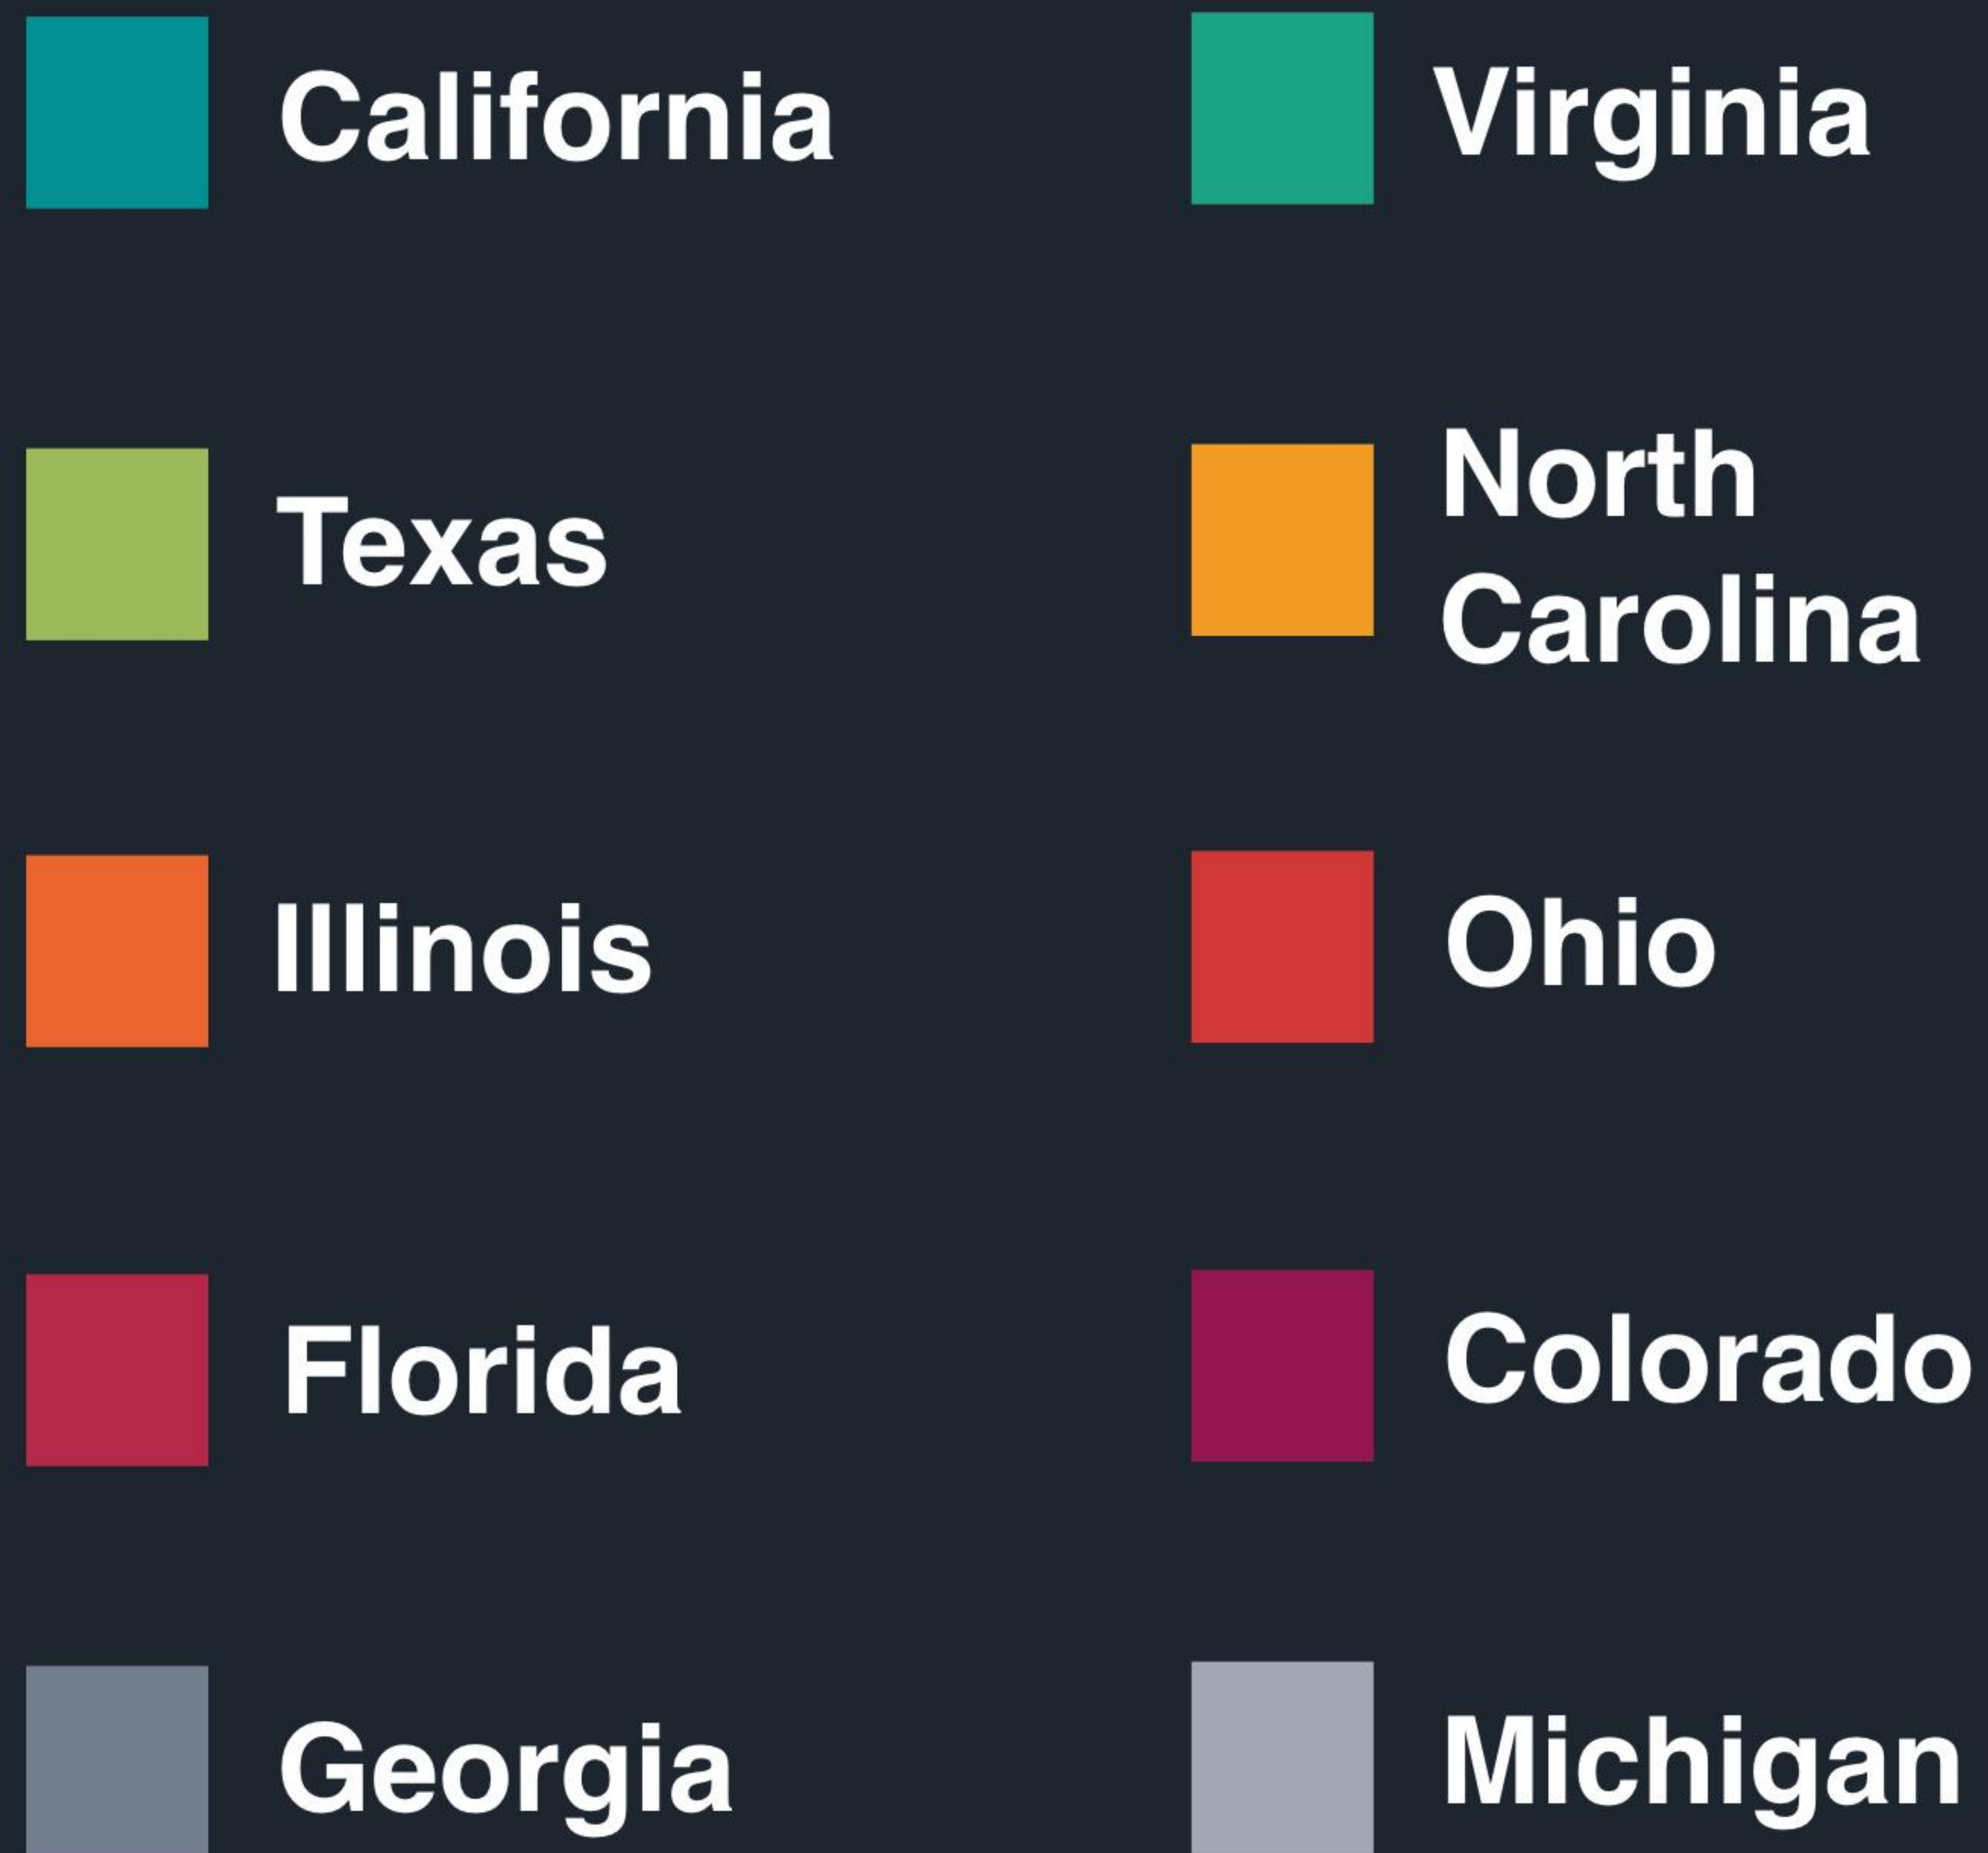 California
Virginia
Texas
North
Carolina
Illinois
Ohio
Florida
Colorado
Georgia
Michigan